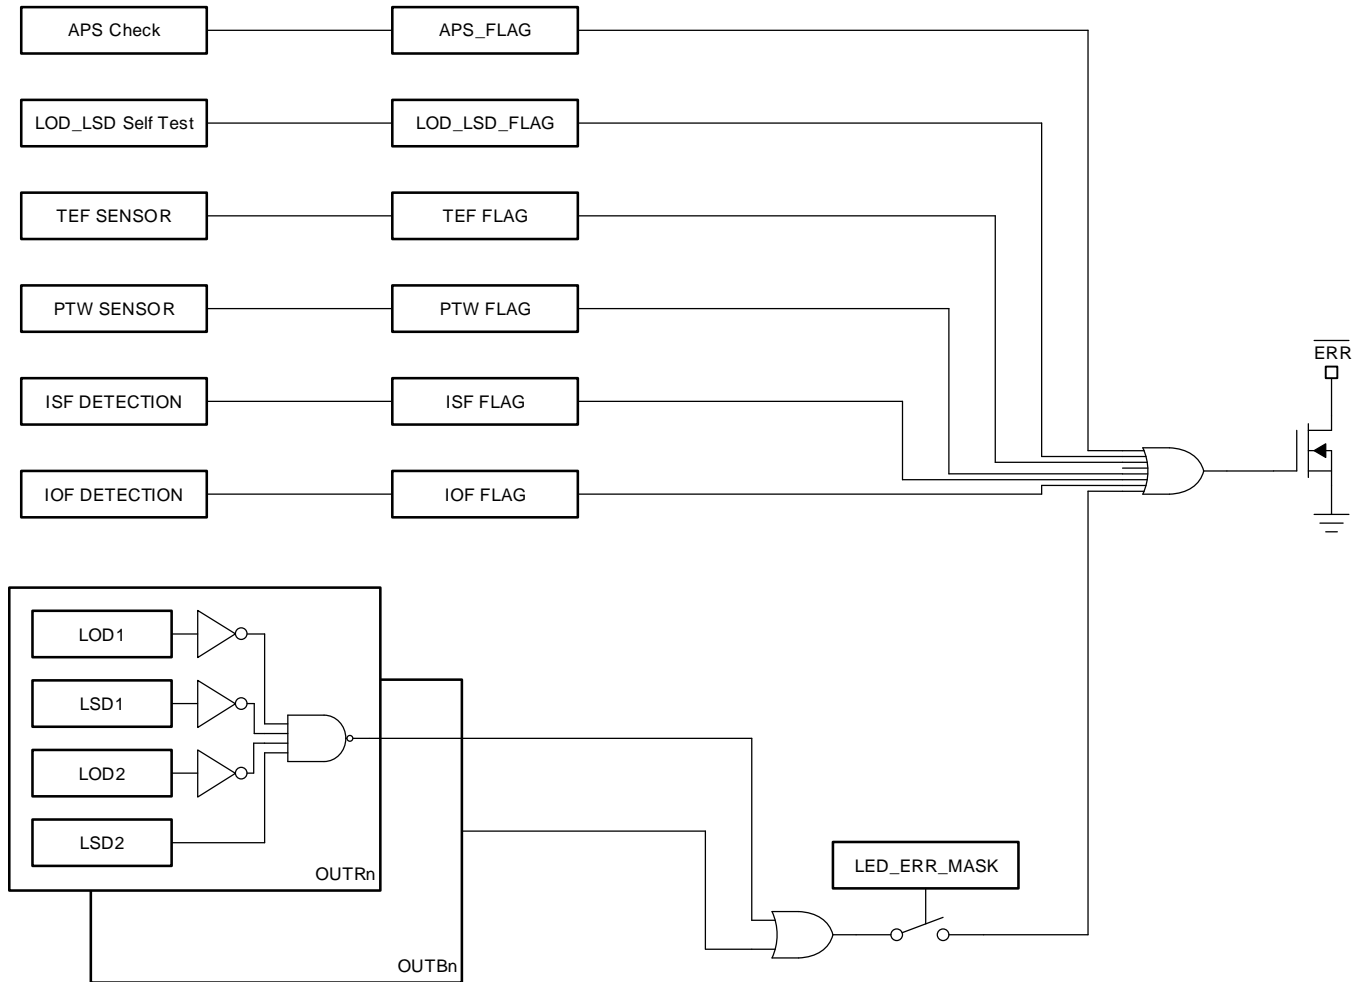 APS Check
APS_FLAG
LOD_LSD Self Test
LOD_LSD_FLAG
TEF SENSOR
TEF FLAG
PTW SENSOR
PTW FLAG
ERR
ISF DETECTION
ISF FLAG
IOF DETECTION
IOF FLAG
LOD1
LSD1
LOD2
LSD2
OUTRn
LED_ERR_MASK
OUTBn